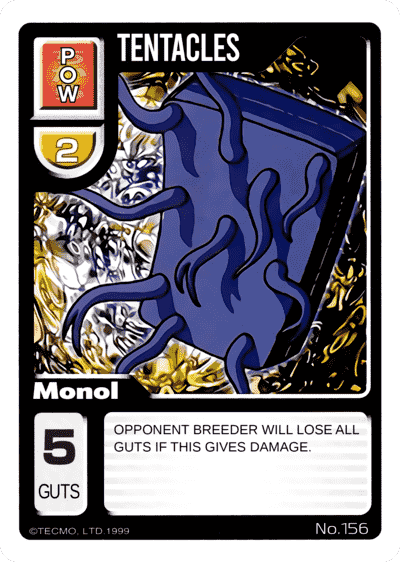 TENTACLES
POW
2
Monol
5
GUTS
OPPONENT BREEDER WILL LOSE ALL
GUTS IF THIS GIVES DAMAGE.
©TECMO, LTD.1999
No.156